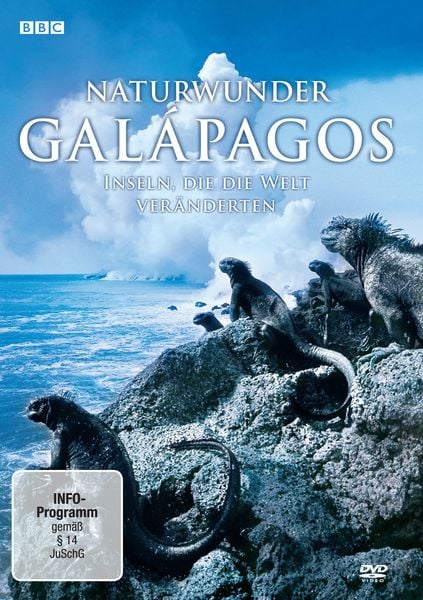 BBC
NATURWUNDER
GALÁPAGOS
INSELN, DIE DIE WELT
VERÄNDERTEN
INFO-
Programm
gemäß
§ 14
JuSchG
DVD
VIDEO